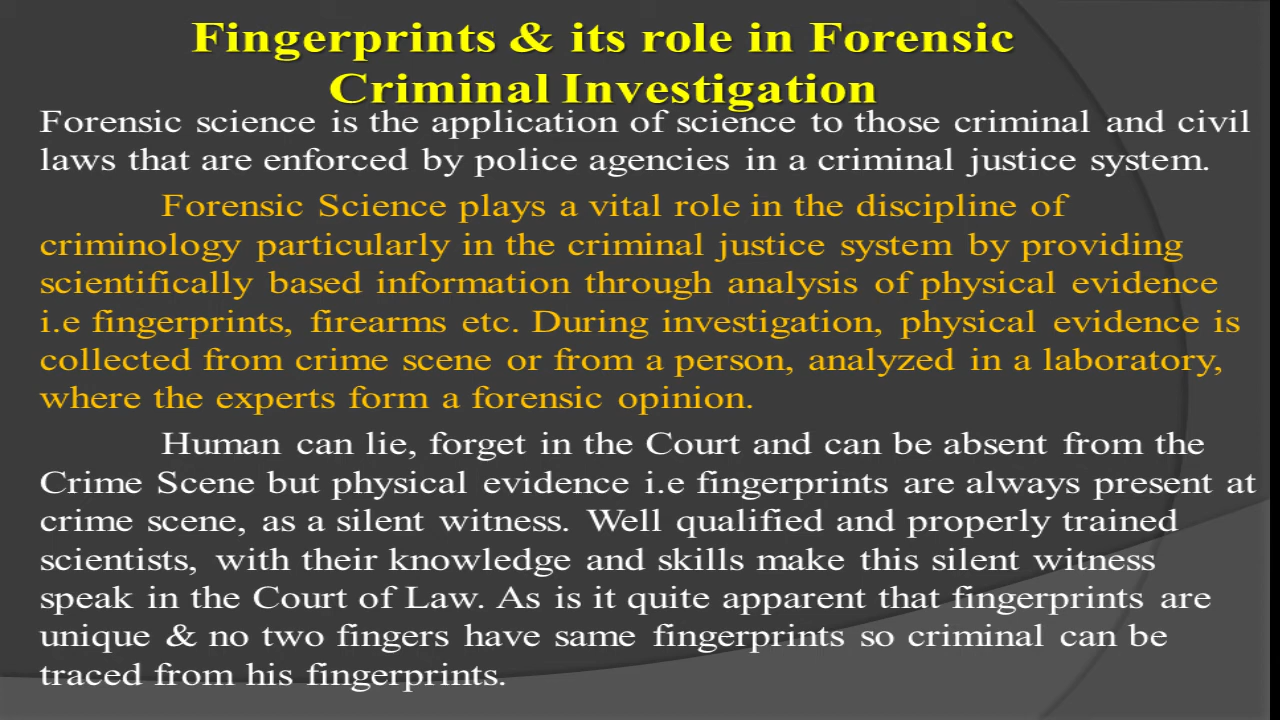 Fingerprints & its role in Forensic
Criminal Investigation
Forensic science is the application of science to those criminal and civil
laws that are enforced by police agencies in a criminal justice system.
Forensic Science plays a vital role in the discipline of
criminology particularly in the criminal justice system by providing
scientifically based information through analysis of physical evidence
i.e fingerprints, firearms etc. During investigation, physical evidence is
collected from crime scene or from a person, analyzed in a laboratory,
where the experts form a forensic opinion.
Human can lie, forget in the Court and can be absent from the
Crime Scene but physical evidence i.e fingerprints are always present at
crime scene, as a silent witness. Well qualified and properly trained
scientists, with their knowledge and skills make this silent witness
speak in the Court of Law. As is it quite apparent that fingerprints are
unique & no two fingers have same fingerprints so criminal can be
traced from his fingerprints.